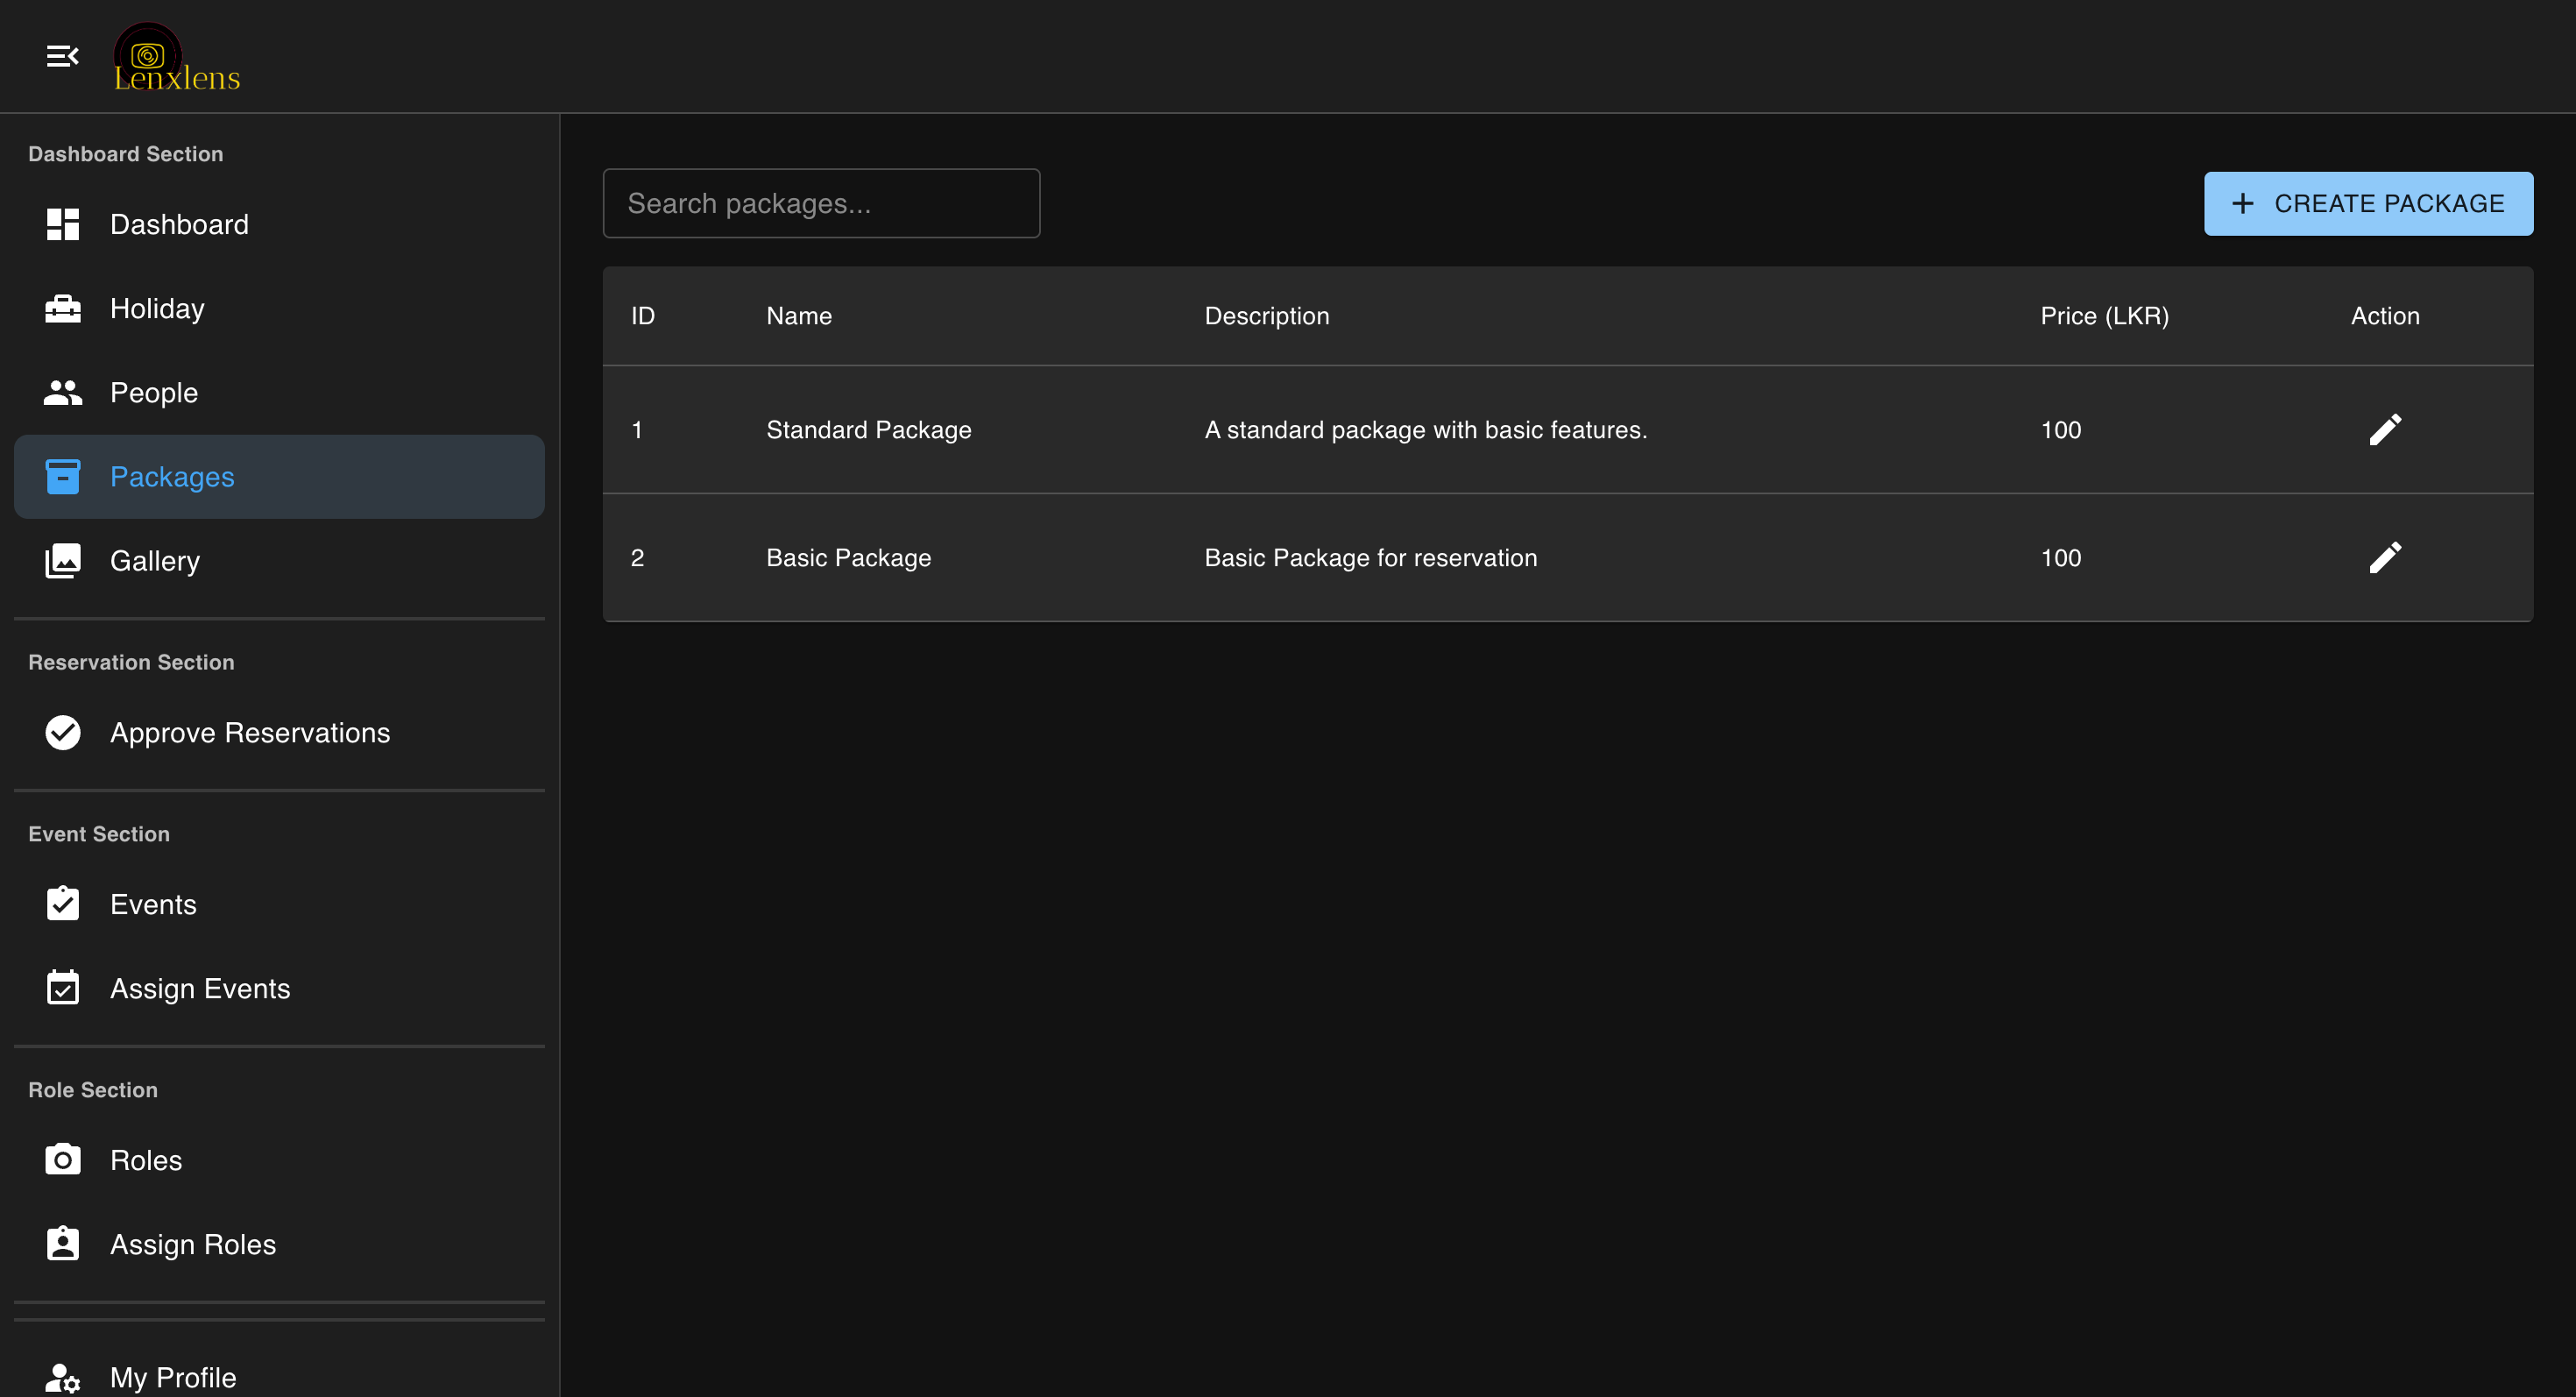 Lenxlens
Dashboard Section
Dashboard
Holiday
People
Packages
Gallery
Reservation Section
Approve Reservations
Event Section
Events
Assign Events
Role Section
Roles
Assign Roles
My Profile
Search packages...
+ CREATE PACKAGE
ID Name Description Price (LKR) Action
1 Standard Package A standard package with basic features. 100
2 Basic Package Basic Package for reservation 100